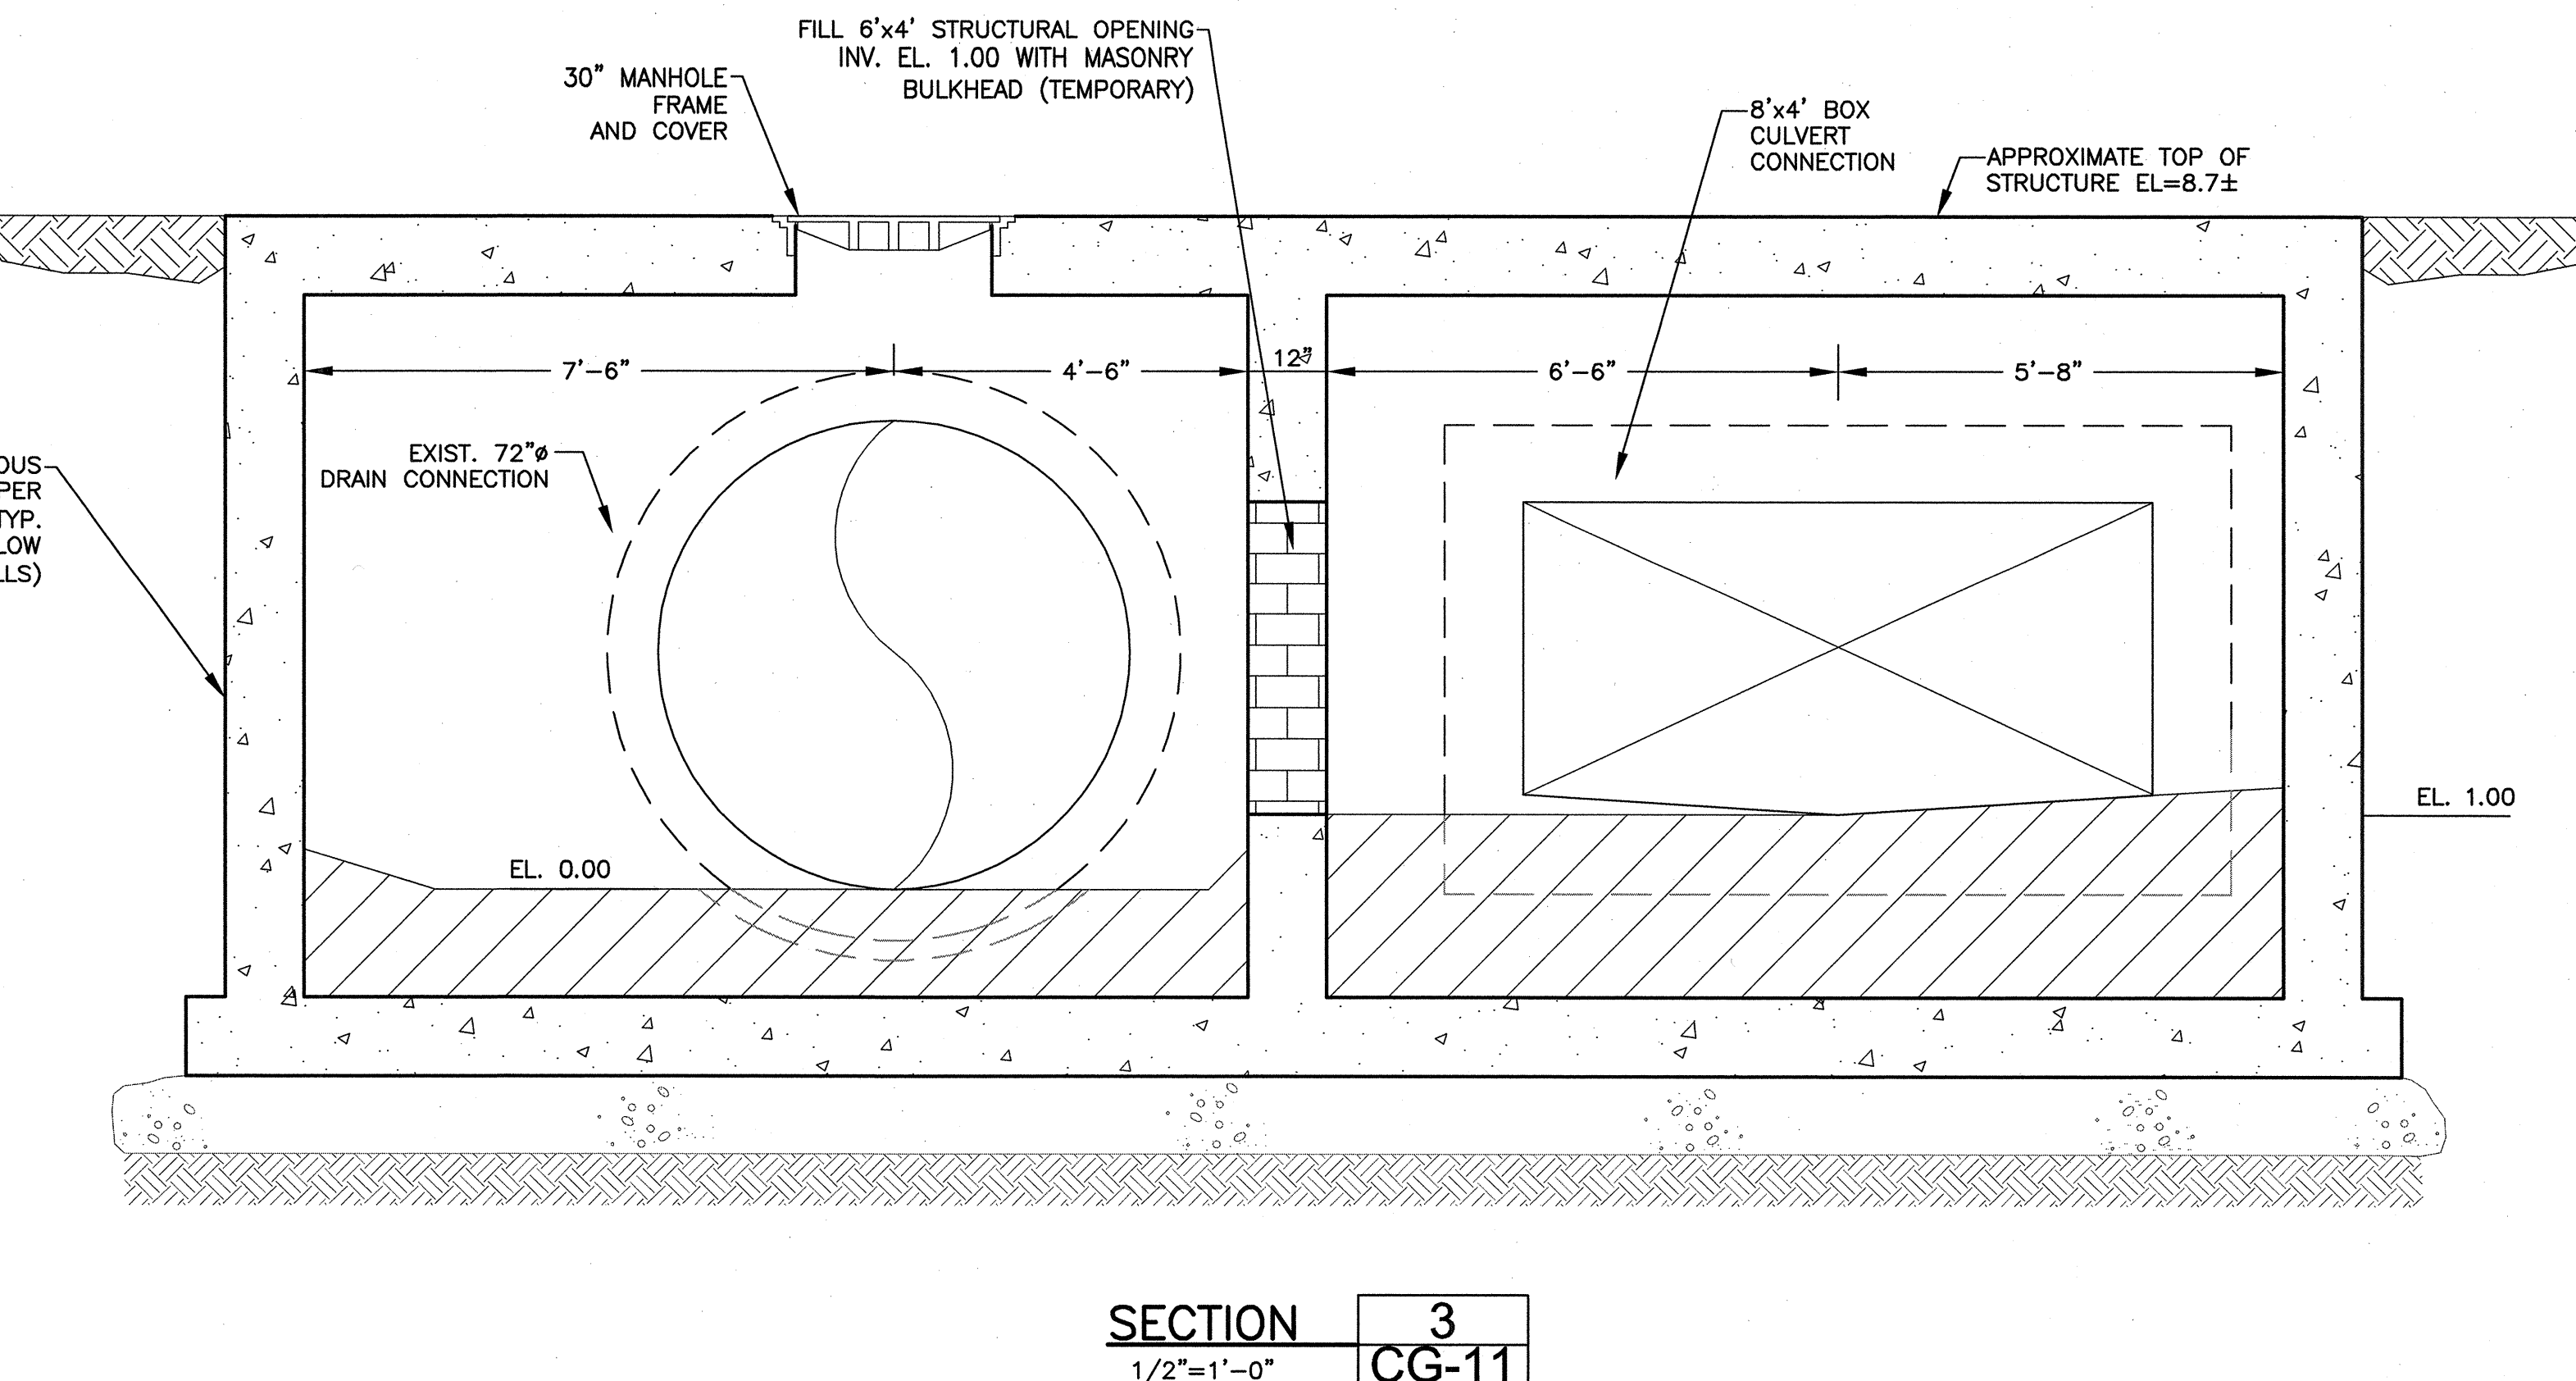 FILL 6'x4' STRUCTURAL OPENING
INV. EL. 1.00 WITH MASONRY
BULKHEAD (TEMPORARY)
30" MANHOLE
FRAME
AND COVER
8'x4' BOX
CULVERT
CONNECTION
APPROXIMATE TOP OF
STRUCTURE EL=8.7±
7'-6"
4'-6"
12"
6'-6"
5'-8"
EXIST. 72"ø
DRAIN CONNECTION
OUS
PER
TYP.
LOW
LLS)
EL. 0.00
EL. 1.00
SECTION
1/2"=1'-0"
3
CG-11